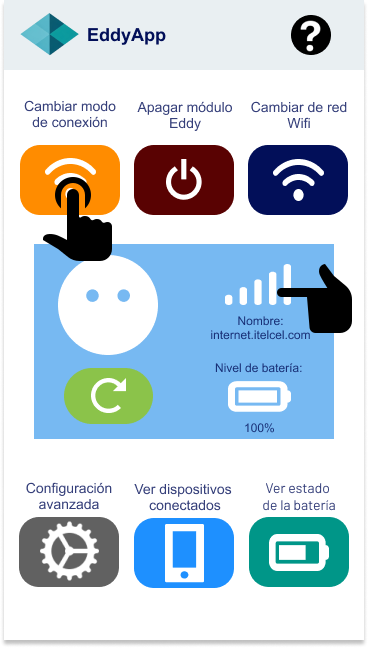 EddyApp
?
Cambiar modo
de conexión
Apagar módulo
Eddy
Cambiar de red
Wifi
Nombre:
internet.itelcel.com
Nivel de batería:
100%
Configuración
avanzada
Ver dispositivos
conectados
Ver estado
de la batería